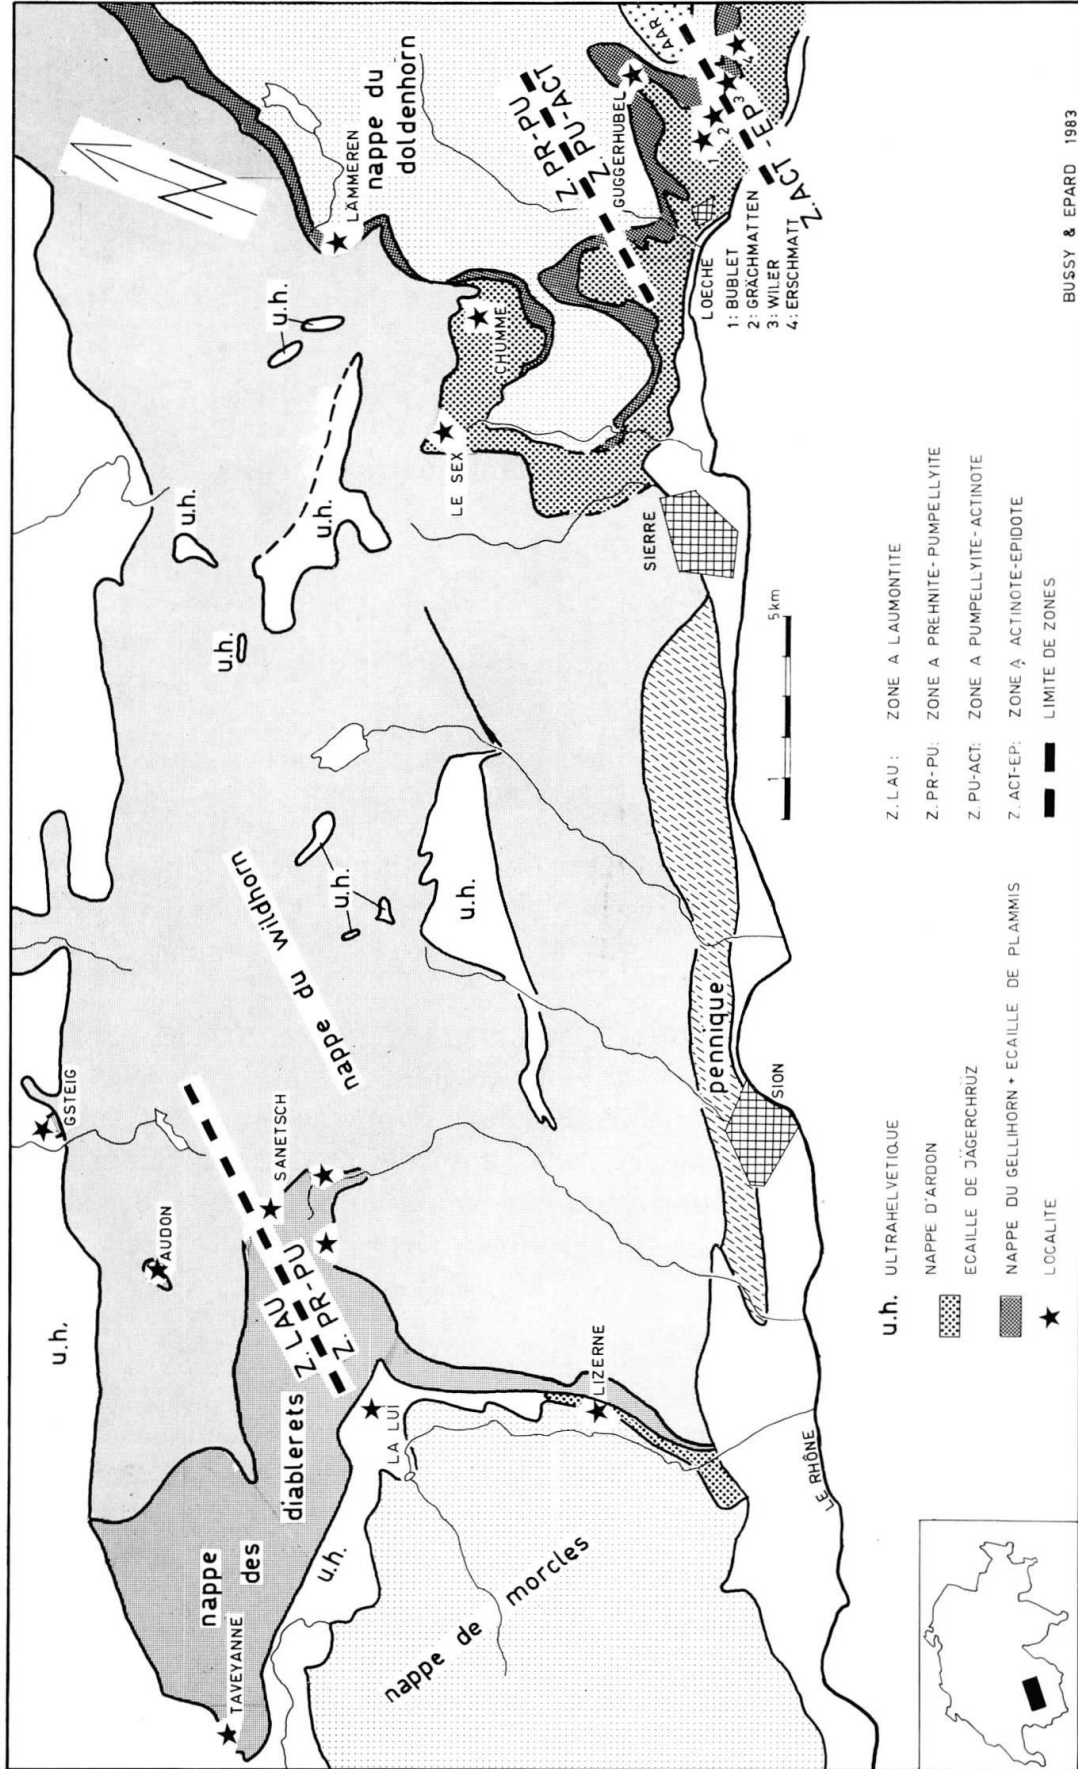 GSTEIG
u.h.
AUDON
SANETSCH
nappe du wildhorn
u.h.
u.h.
u.h.
u.h.
u.h.
u.h.
LÄMMEREN
nappe du
doldenhorn
Z. PR-PU
Z. PU-ACT
GUGGERHUBEL
AAR
Z. LAU
Z. PR-PU
nappe
des
diablerets
TAVEYANNE
u.h.
LA LUI
LIZERNE
nappe de morcles
LE SEX
CHUMME
1
2
3
4
Z. ACT-EP
LOECHE
1: BUBLET
2: GRÄCHMATTEN
3: WILER
4: ERSCHMATT
SIERRE
pennique
SION
LE RHÔNE
1
5km
u.h. ULTRAHELVETIQUE
NAPPE D'ARDON
ECAILLE DE JÄGERCHRÜZ
NAPPE DU GELLIHORN + ECAILLE DE PLAMMIS
LOCALITE
Z. LAU: ZONE A LAUMONTITE
Z. PR-PU: ZONE A PREHNITE-PUMPELLYITE
Z. PU-ACT: ZONE A PUMPELLYITE-ACTINOTE
Z. ACT-EP: ZONE A ACTINOTE-EPIDOTE
LIMITE DE ZONES
BUSSY & EPARD 1983